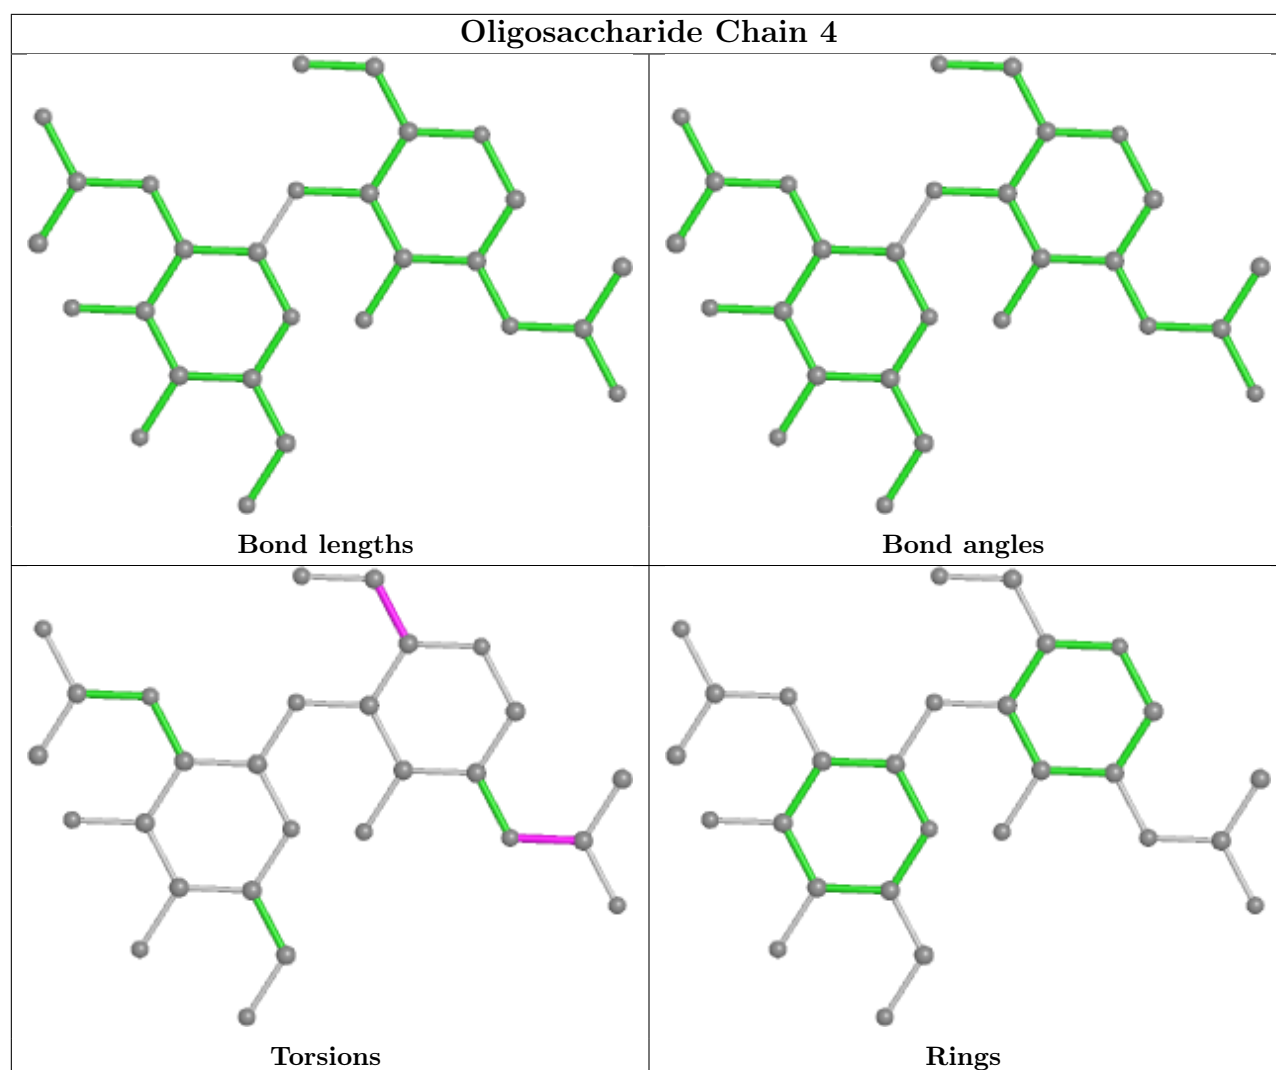 Oligosaccharide Chain 4
Bond lengths
Bond angles
Torsions
Rings